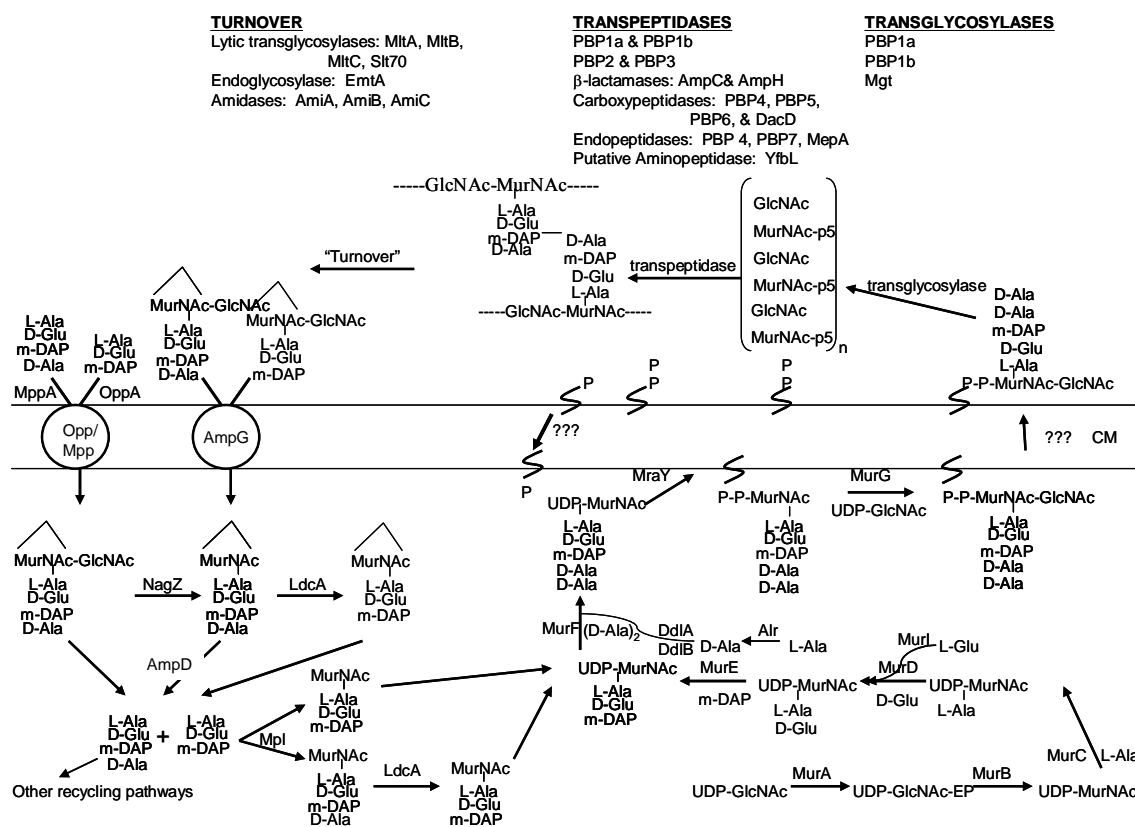 TURNOVER
Lytic transglycosylases: MltA, MltB,
MltC, Slt70
Endoglycosylase: EmtA
Amidases: AmiA, AmiB, AmiC
TRANSPEPTIDASES
PBP1a & PBP1b
PBP2 & PBP3
β-lactamases: AmpC& AmpH
Carboxypeptidases: PBP4, PBP5,
PBP6, & DacD
Endopeptidases: PBP 4, PBP7, MepA
Putative Aminopeptidase: YfbL
TRANSGLYCOSYLASES
PBP1a
PBP1b
Mgt
-----GlcNAc-MurNAc-----
L-Ala
D-Glu
m-DAP
D-Ala
D-Ala
m-DAP
D-Glu
L-Ala
-----GlcNAc-MurNAc-----
"Turnover"
transpeptidase
GlcNAc
MurNAc-p5
GlcNAc
MurNAc-p5
GlcNAc
MurNAc-p5
n
transglycosylase
D-Ala
D-Ala
m-DAP
D-Glu
L-Ala
P-P-MurNAc-GlcNAc
MurNAc-GlcNAc
L-Ala
D-Glu
m-DAP
D-Ala
MurNAc-GlcNAc
L-Ala
D-Glu
m-DAP
L-Ala
D-Glu
m-DAP
D-Ala
L-Ala
D-Glu
m-DAP
MppA
OppA
Opp/
Mpp
AmpG
P
P
P
P
P
???
P
??? CM
MurNAc-GlcNAc
L-Ala
D-Glu
m-DAP
D-Ala
NagZ
MurNAc
L-Ala
D-Glu
m-DAP
D-Ala
LdcA
MurNAc
L-Ala
D-Glu
m-DAP
UDP-MurNAc
L-Ala
D-Glu
m-DAP
D-Ala
D-Ala
MraY
P-P-MurNAc
L-Ala
D-Glu
m-DAP
D-Ala
D-Ala
MurG
UDP-GlcNAc
P-P-MurNAc-GlcNAc
L-Ala
D-Glu
m-DAP
D-Ala
D-Ala
AmpD
L-Ala
D-Glu
m-DAP
D-Ala
+
L-Ala
D-Glu
m-DAP
Other recycling pathways
Mpl
MurNAc
L-Ala
D-Glu
m-DAP
MurNAc
L-Ala
D-Glu
m-DAP
D-Ala
LdcA
MurNAc
L-Ala
D-Glu
m-DAP
D-Ala
MurF
(D-Ala)2
DdlA
DdlB
D-Ala
Alr
L-Ala
UDP-MurNAc
L-Ala
D-Glu
m-DAP
MurE
m-DAP
UDP-MurNAc
L-Ala
D-Glu
MurI
L-Glu
MurD
D-Glu
UDP-MurNAc
L-Ala
MurC
L-Ala
UDP-GlcNAc
MurA
UDP-GlcNAc-EP
MurB
UDP-MurNAc